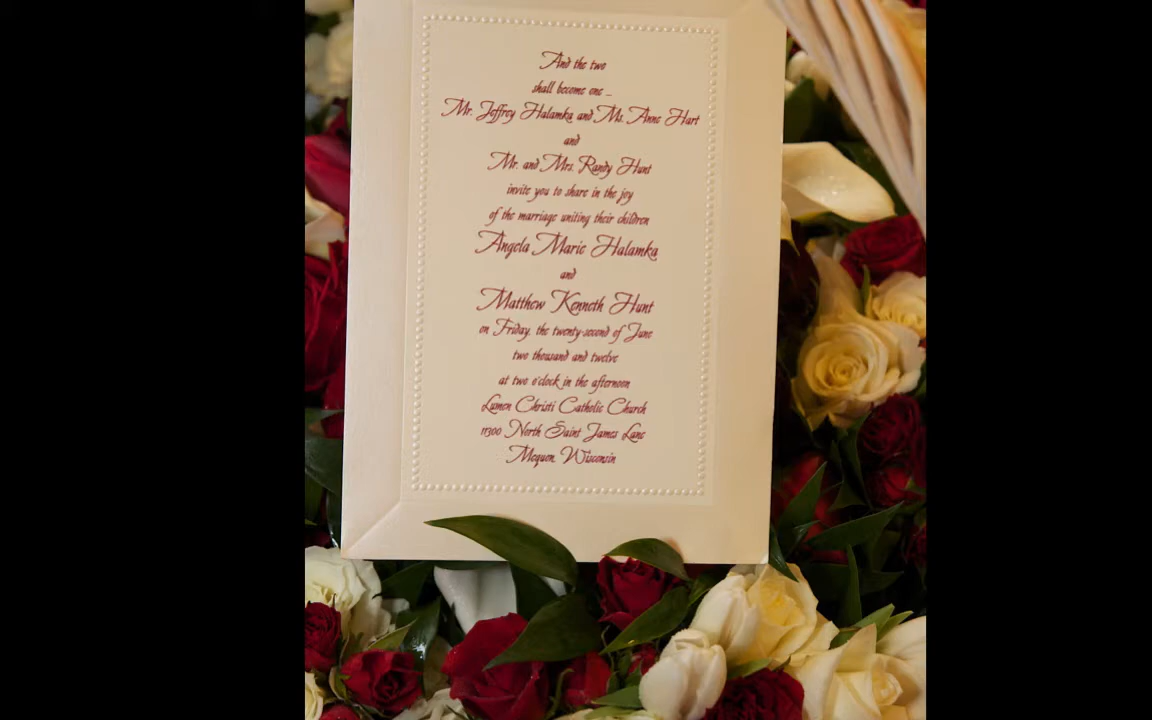 And the two
shall become one ...
Mr. Jeffrey Halamka and Ms. Anne Hart
and
Mr. and Mrs. Randy Hunt
invite you to share in the joy
of the marriage uniting their children
Angela Marie Halamka
and
Matthew Kenneth Hunt
on Friday, the twenty-second of June
two thousand and twelve
at two o'clock in the afternoon
Lumen Christi Catholic Church
11300 North Saint James Lane
Mequon, Wisconsin